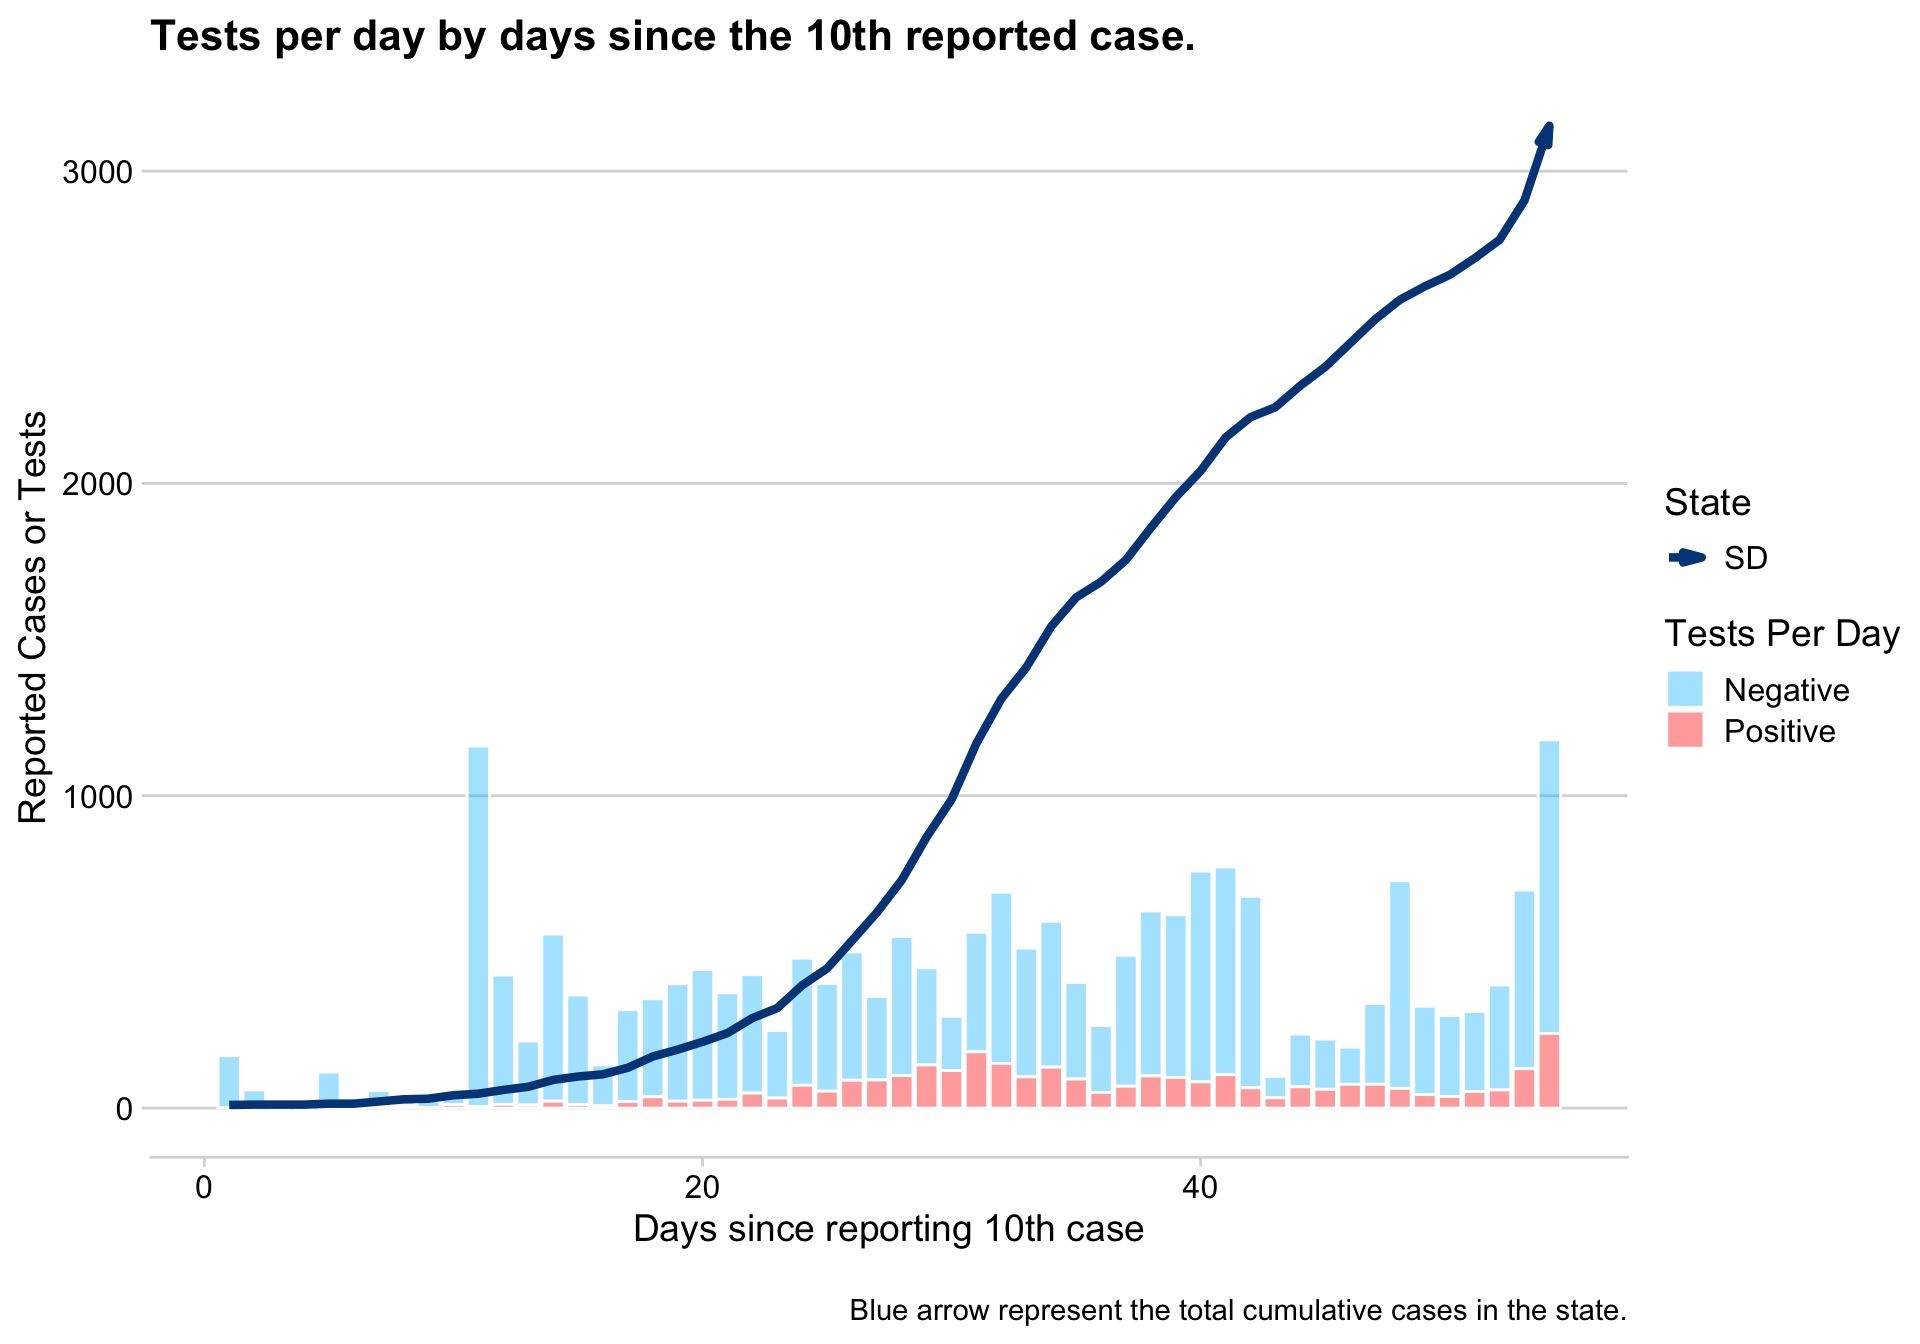 Tests per day by days since the 10th reported case.
Reported Cases or Tests
3000
2000
1000
0
0
20
40
Days since reporting 10th case
State
SD
Tests Per Day
Negative
Positive
Blue arrow represent the total cumulative cases in the state.